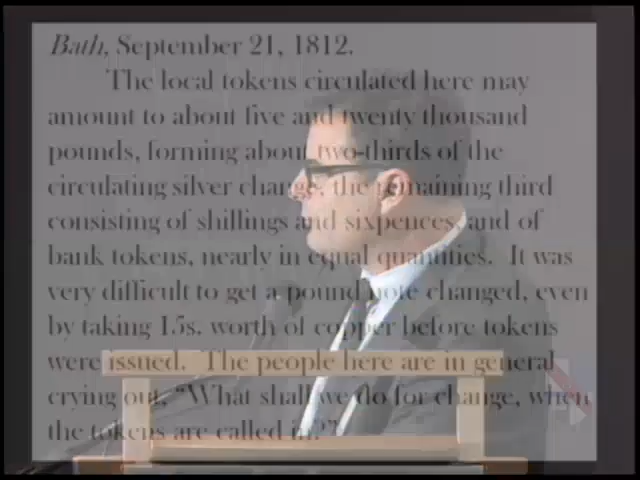 Bath, September 21, 1812.
The local tokens circulated here may
amount to about five and twenty thousand
pounds, forming about two-thirds of the
circulating silver change, the remaining third
consisting of shillings and sixpences, and of
bank tokens, nearly in equal quantities. It was
very difficult to get a pound note changed, even
by taking 15s. worth of copper before tokens
were issued. The people here are in general
crying out, “What shall we do for change, when
the tokens are called in?”